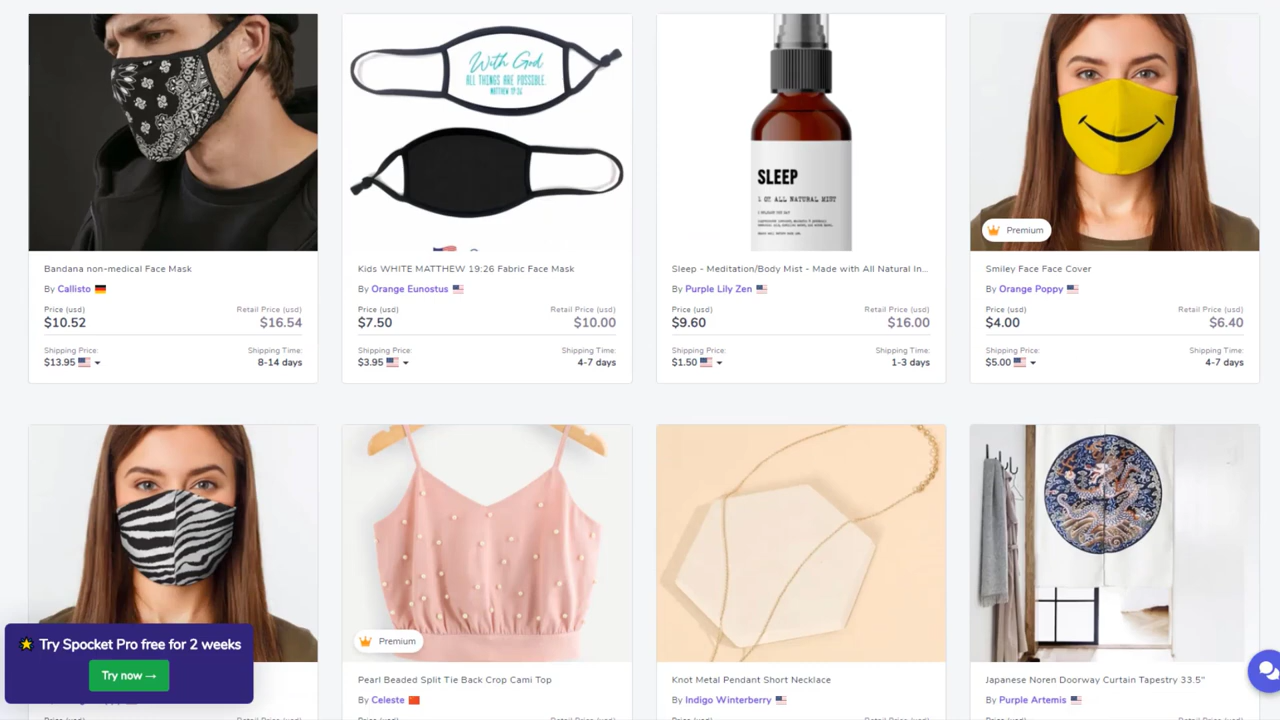 With God
ALL THINGS ARE POSSIBLE.
MATTHEW 19:26
SLEEP
1 OZ ALL NATURAL MIST
Premium
Bandana non-medical Face Mask
By Callisto
Price (usd)
Retail Price (usd)
$10.52
$16.54
Shipping Price:
Shipping Time:
$13.95
8-14 days
Kids WHITE MATTHEW 19:26 Fabric Face Mask
By Orange Eunostus
Price (usd)
Retail Price (usd)
$7.50
$10.00
Shipping Price:
Shipping Time:
$3.95
4-7 days
Sleep - Meditation/Body Mist - Made with All Natural In...
By Purple Lily Zen
Price (usd)
Retail Price (usd)
$9.60
$16.00
Shipping Price:
Shipping Time:
$1.50
1-3 days
Smiley Face Face Cover
By Orange Poppy
Price (usd)
Retail Price (usd)
$4.00
$6.40
Shipping Price:
Shipping Time:
$5.00
4-7 days
Try Spocket Pro free for 2 weeks
Try now →
Premium
Pearl Beaded Split Tie Back Crop Cami Top
By Celeste
Knot Metal Pendant Short Necklace
By Indigo Winterberry
Japanese Noren Doorway Curtain Tapestry 33.5"
By Purple Artemis